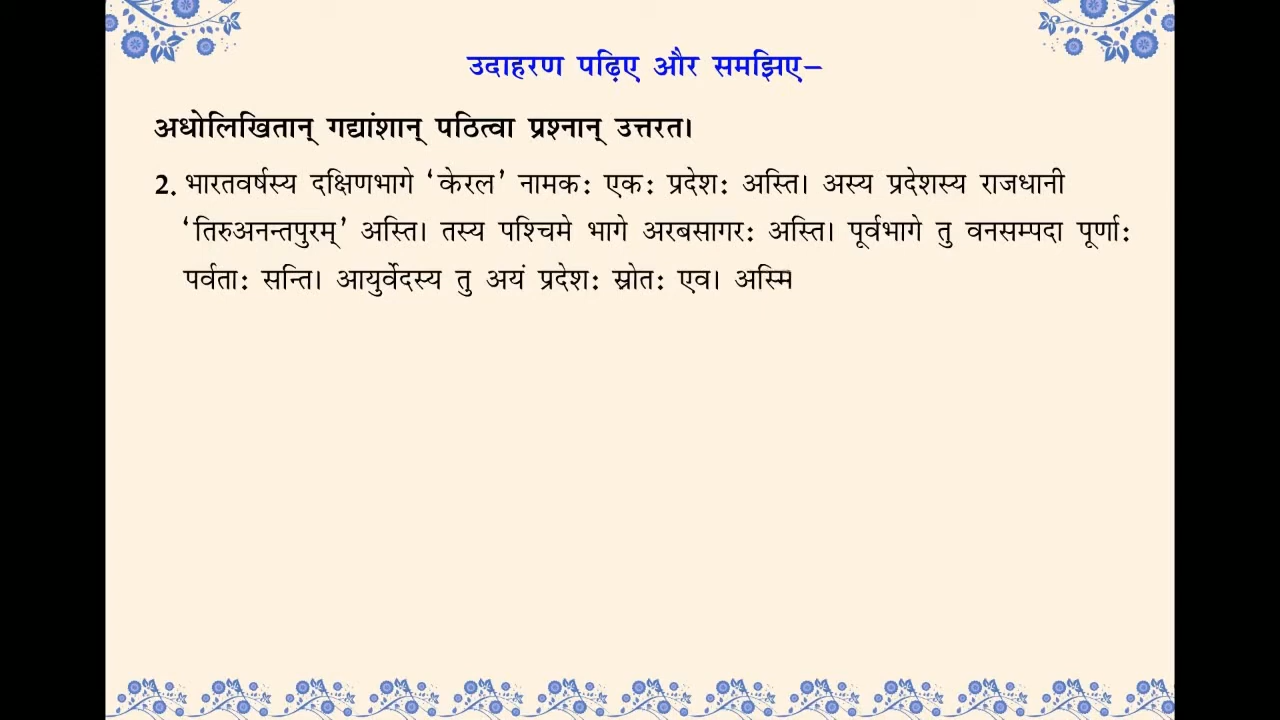 उदाहरण पढ़िए और समझिए–
अधोलिखितान् गद्यांशान् पठित्वा प्रश्नान् उत्तरत।
2. भारतवर्षस्य दक्षिणभागे ‘केरल’ नामकः एकः प्रदेशः अस्ति। अस्य प्रदेशस्य राजधानी
‘तिरुअनन्तपुरम्’ अस्ति। तस्य पश्चिमे भागे अरबसागरः अस्ति। पूर्वभागे तु वनसम्पदा पूर्णाः
पर्वताः सन्ति। आयुर्वेदस्य तु अयं प्रदेशः स्रोतः एव। अस्मि